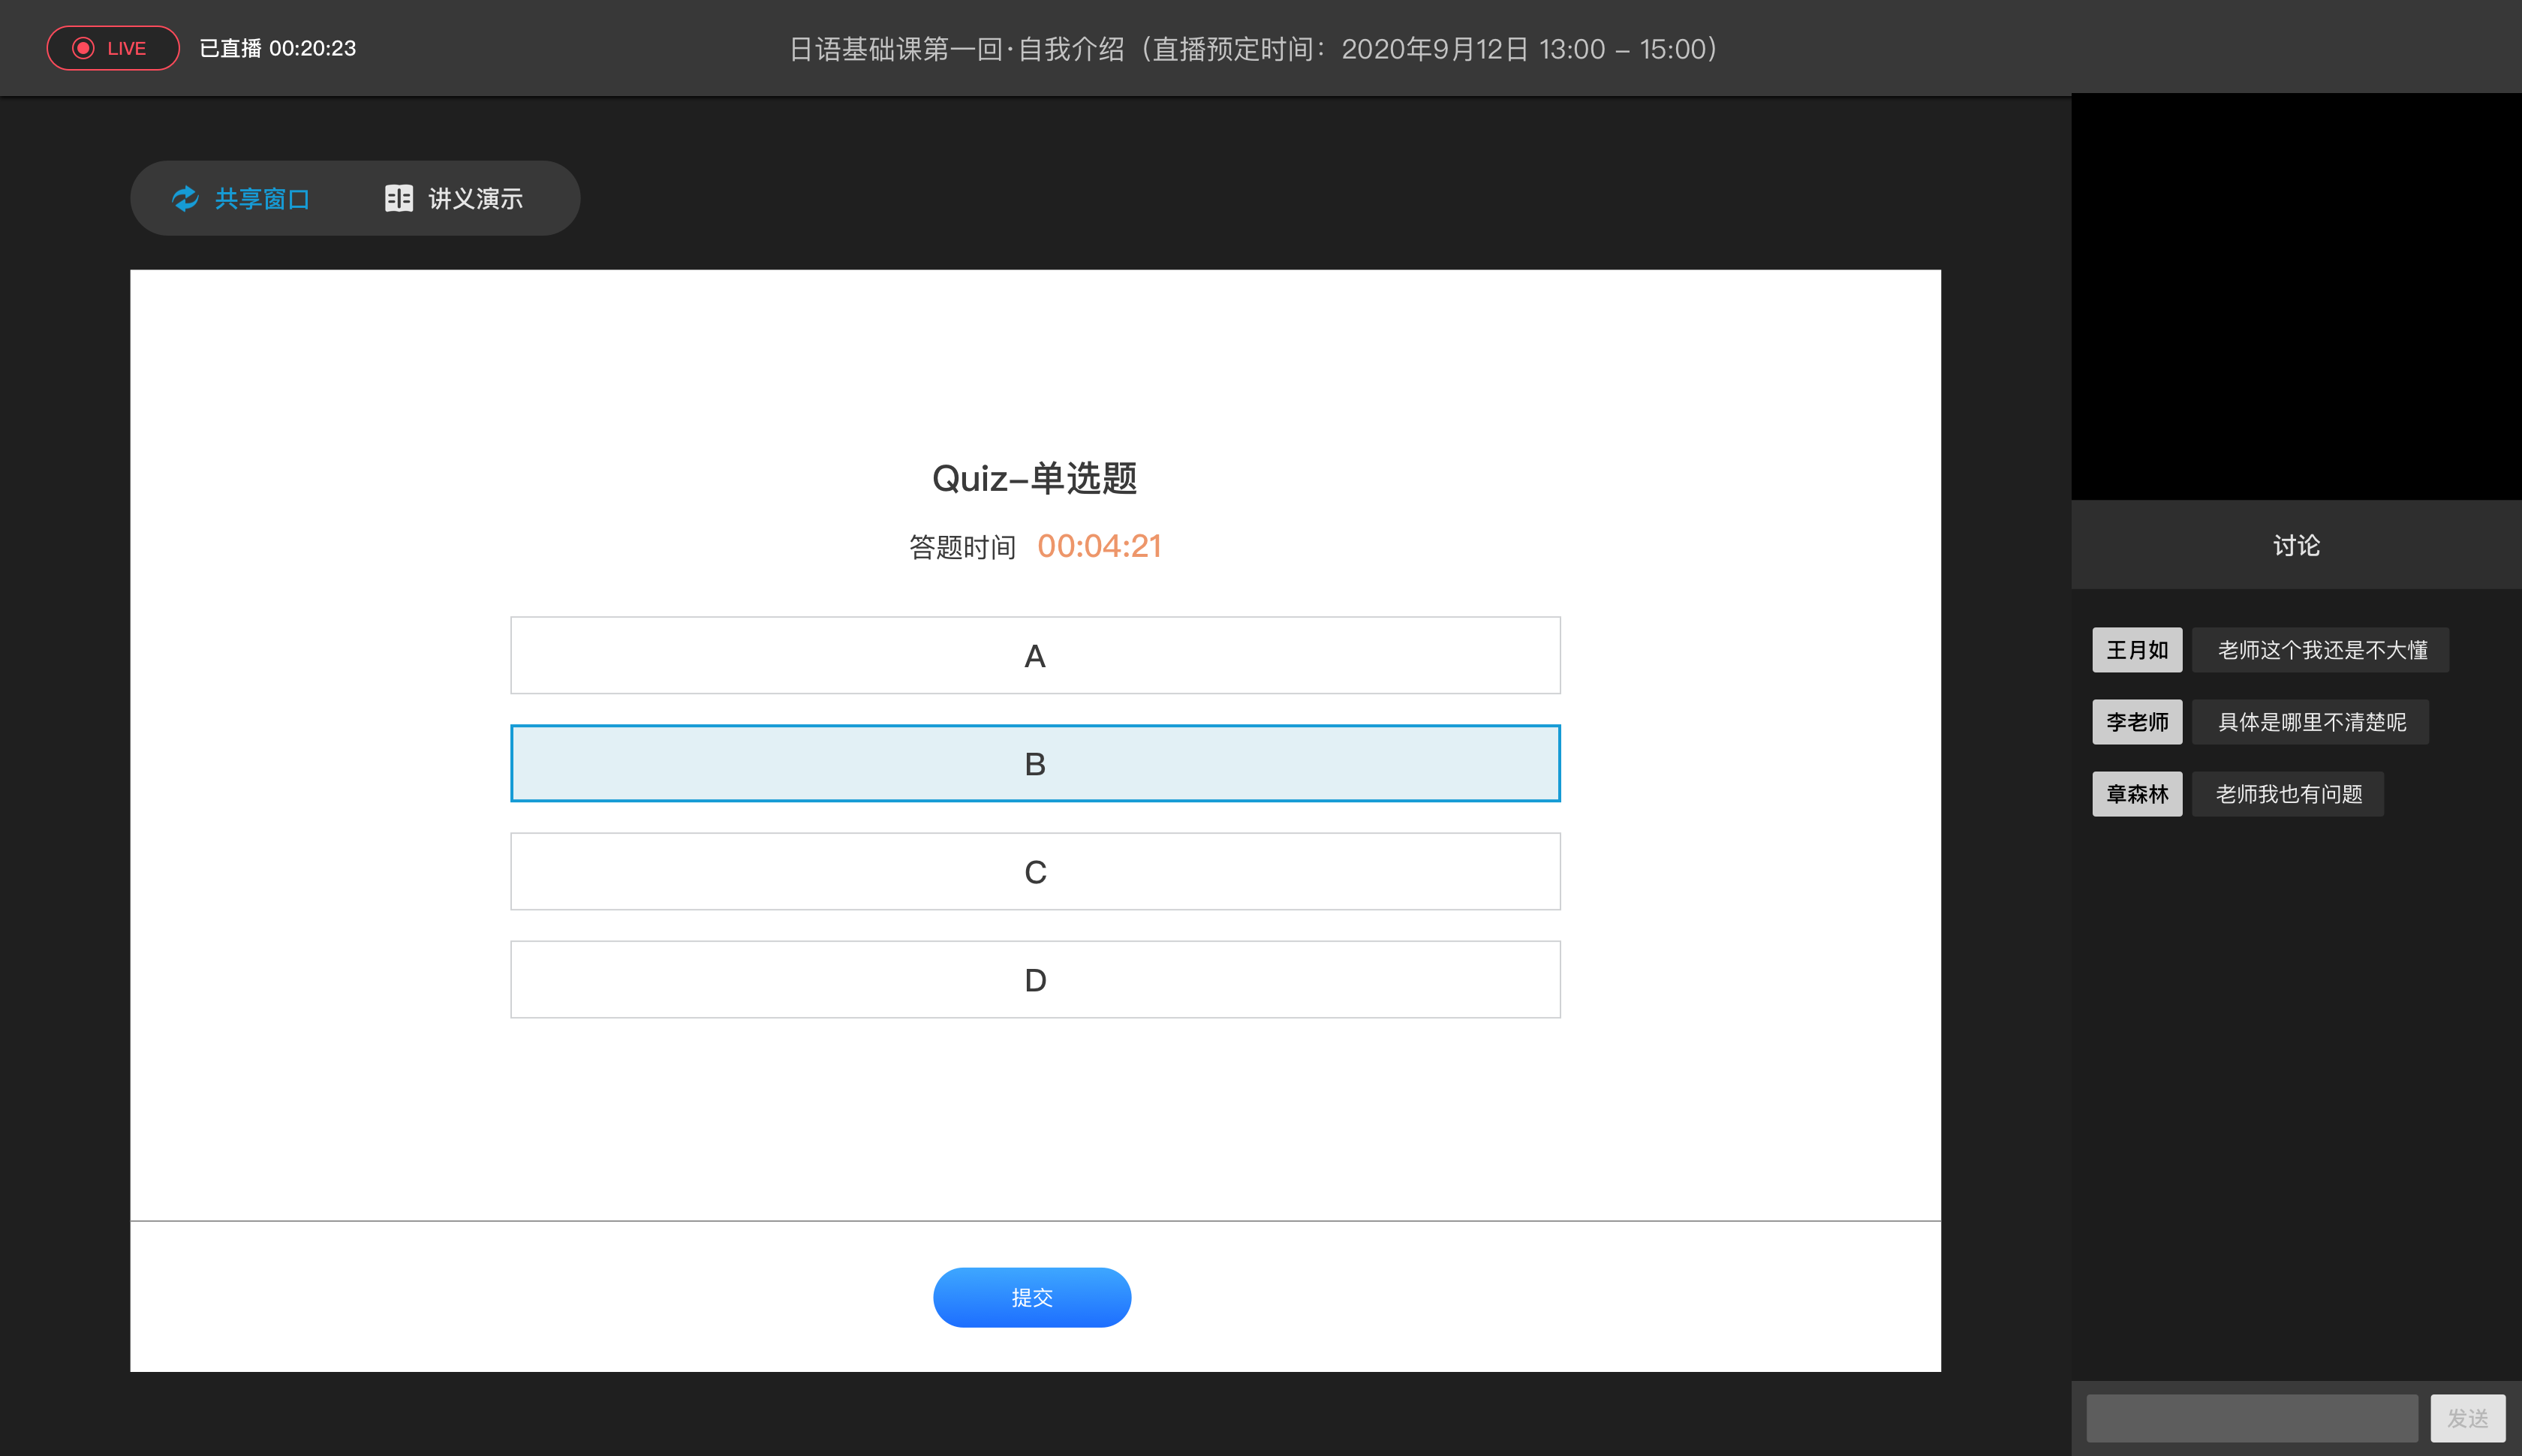 LIVE 已直播 00:20:23
日语基础课第一回·自我介绍（直播预定时间：2020年9月12日 13:00 – 15:00）
共享窗口 讲义演示
Quiz–单选题
答题时间 00:04:21
A
B
C
D
提交
讨论
王月如 老师这个我还是不大懂
李老师 具体是哪里不清楚呢
章森林 老师我也有问题
发送